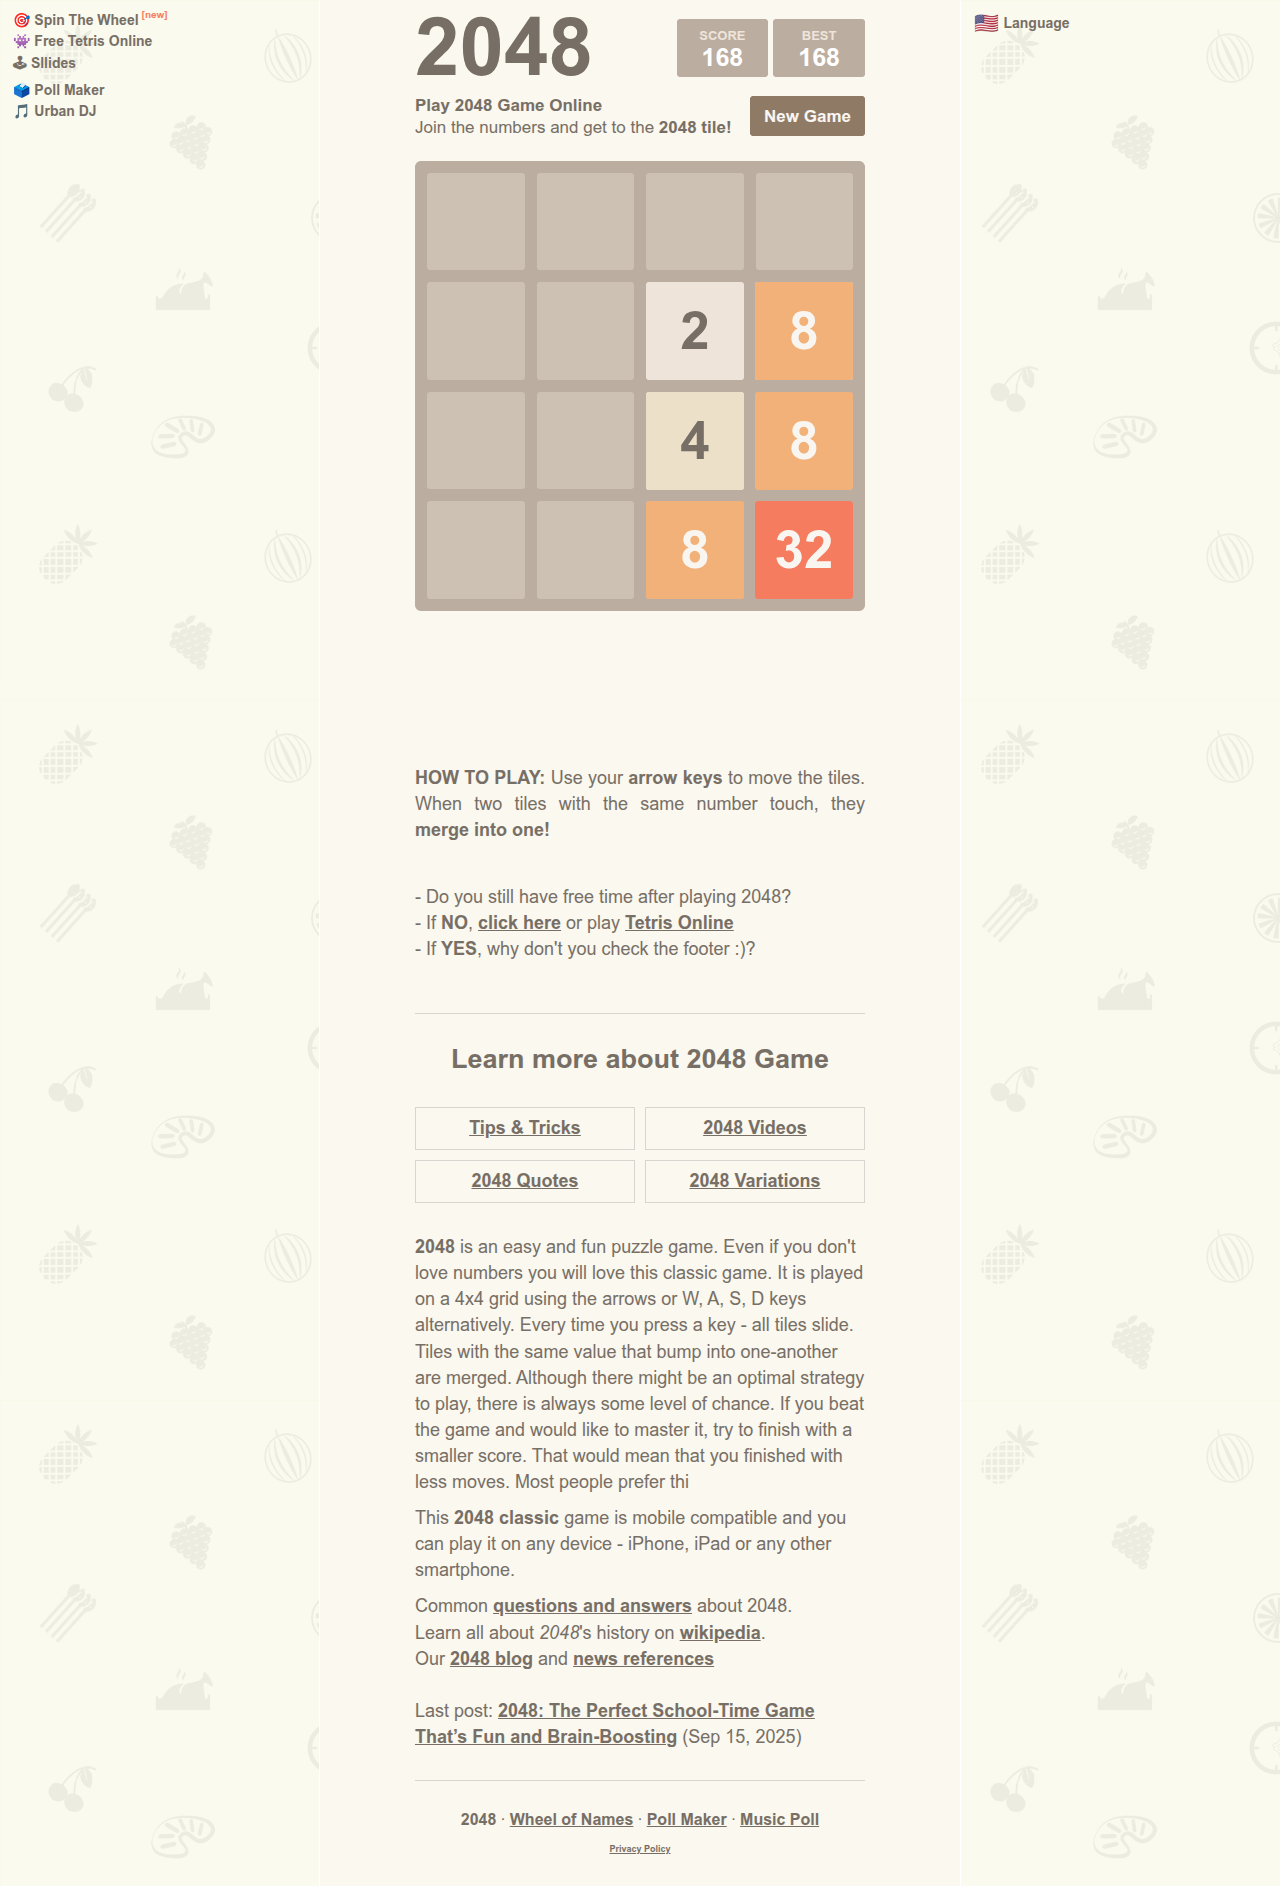 🎯 Spin The Wheel [new]
👾 Free Tetris Online
🕹 Sllides
🗳 Poll Maker
🎵 Urban DJ
🇺🇸 Language
2048
SCORE
168
BEST
168
Play 2048 Game Online
Join the numbers and get to the 2048 tile!
New Game
2 8
4 8
8 32
HOW TO PLAY: Use your arrow keys to move the tiles.
When two tiles with the same number touch, they
merge into one!
- Do you still have free time after playing 2048?
- If NO, click here or play Tetris Online
- If YES, why don't you check the footer :)?
Learn more about 2048 Game
Tips & Tricks
2048 Videos
2048 Quotes
2048 Variations
2048 is an easy and fun puzzle game. Even if you don't
love numbers you will love this classic game. It is played
on a 4x4 grid using the arrows or W, A, S, D keys
alternatively. Every time you press a key - all tiles slide.
Tiles with the same value that bump into one-another
are merged. Although there might be an optimal strategy
to play, there is always some level of chance. If you beat
the game and would like to master it, try to finish with a
smaller score. That would mean that you finished with
less moves. Most people prefer thi
This 2048 classic game is mobile compatible and you
can play it on any device - iPhone, iPad or any other
smartphone.
Common questions and answers about 2048.
Learn all about 2048's history on wikipedia.
Our 2048 blog and news references
Last post: 2048: The Perfect School-Time Game
That’s Fun and Brain-Boosting (Sep 15, 2025)
2048 · Wheel of Names · Poll Maker · Music Poll
Privacy Policy